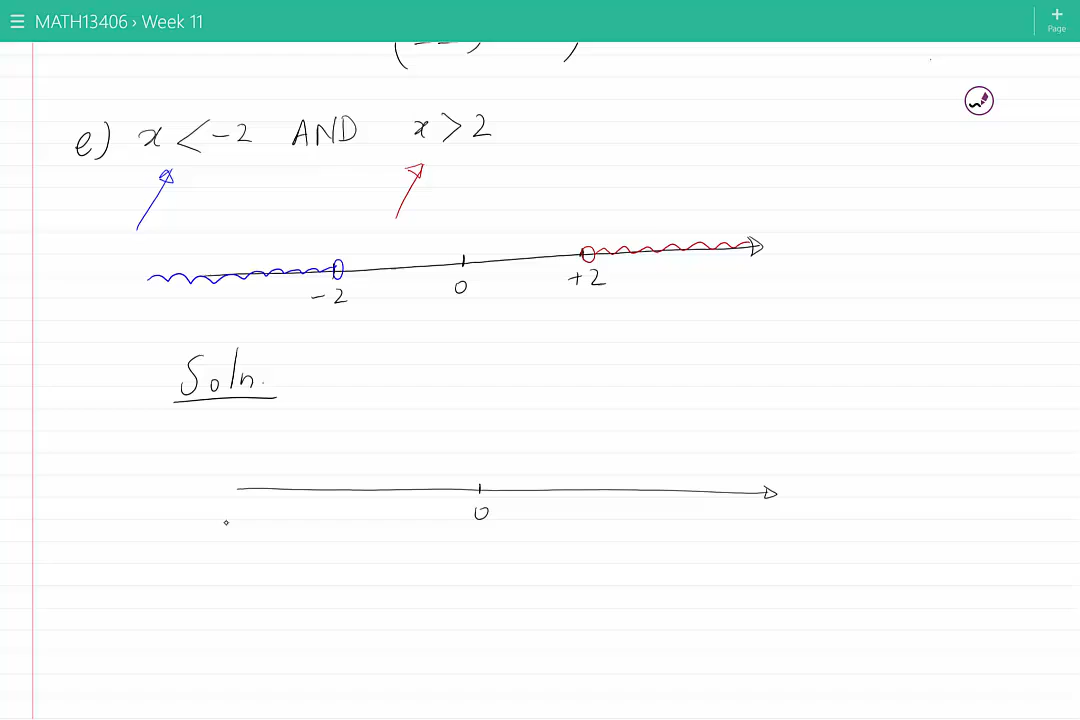 MATH13406 › Week 11
Page
e) x < -2 AND x > 2
-2 0 +2
Soln.
0